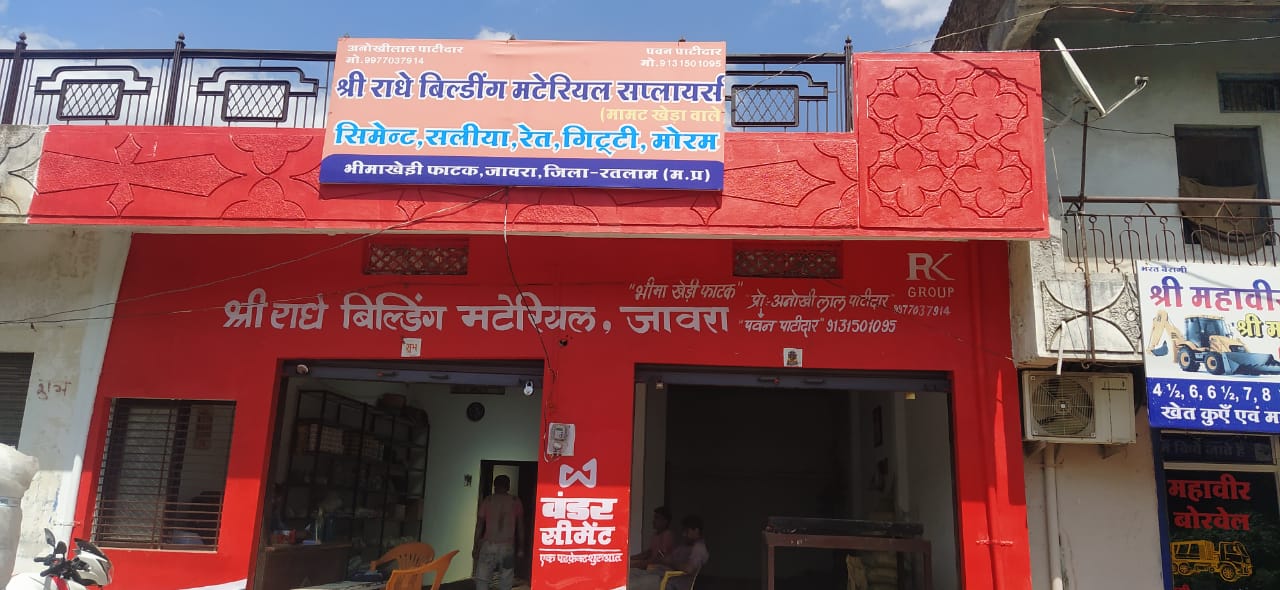 अनोखीलाल पाटीदार
मो.9977037914
पवन पाटीदार
मो.9131501095
श्री राधे बिल्डींग मटेरियल सप्लायर्स
(मामट खेडा वाले)
सिमेन्ट,सलीया,रेत,गिट्टी,मोरम
भीमाखेड़ी फाटक,जावरा,जिला-रतलाम (म.प्र)
RK
GROUP
"भीमा खेड़ी फाटक"
श्री राधे बिल्डिंग मटेरियल, जावरा
प्रो:-अनोखी लाल पाटीदार
9977037914
"पवन पाटीदार" 9131501095
शुभ
शुभ
वंडर
सीमेंट
एक परफ़ेक्ट शुरुआत
भरत बैरागी
श्री महावीर
श्री म
4 ½, 6, 6 ½, 7, 8
खेत कुएँ एवं म
किये जाते है
महावीर
बोरवेल